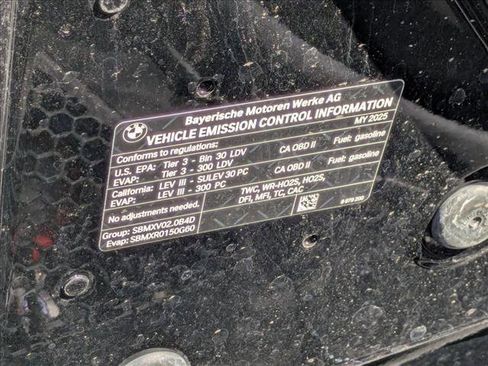 BMW
Bayerische Motoren Werke AG
VEHICLE EMISSION CONTROL INFORMATION
MY 2025
Conforms to regulations:
U.S. EPA: Tier 3 - Bin 30 LDV CA OBD II Fuel: gasoline
EVAP: Tier 3 - 300 LDV
California: LEV III - SULEV 30 PC CA OBD II Fuel: gasoline
EVAP: LEV III - 300 PC
No adjustments needed.
TWC, WR-HO2S, HO2S,
DFI, MFI, TC, CAC
Group: SBMXV02.0B4D
Evap: SBMXR0150G60